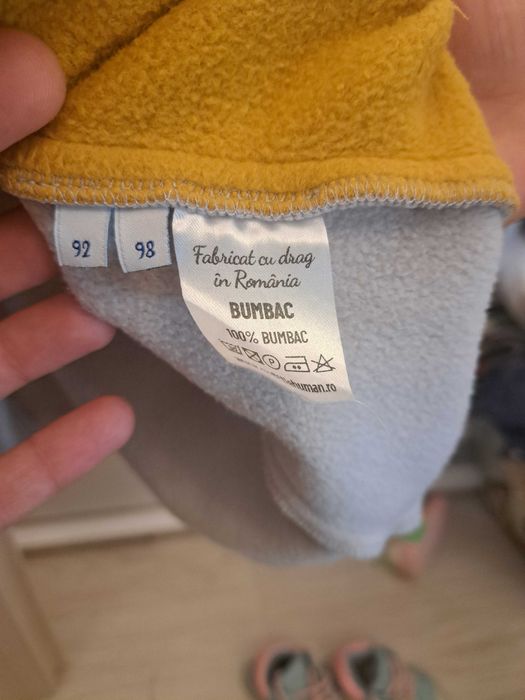 92
98
Fabricat cu drag
în România
BUMBAC
100% BUMBAC